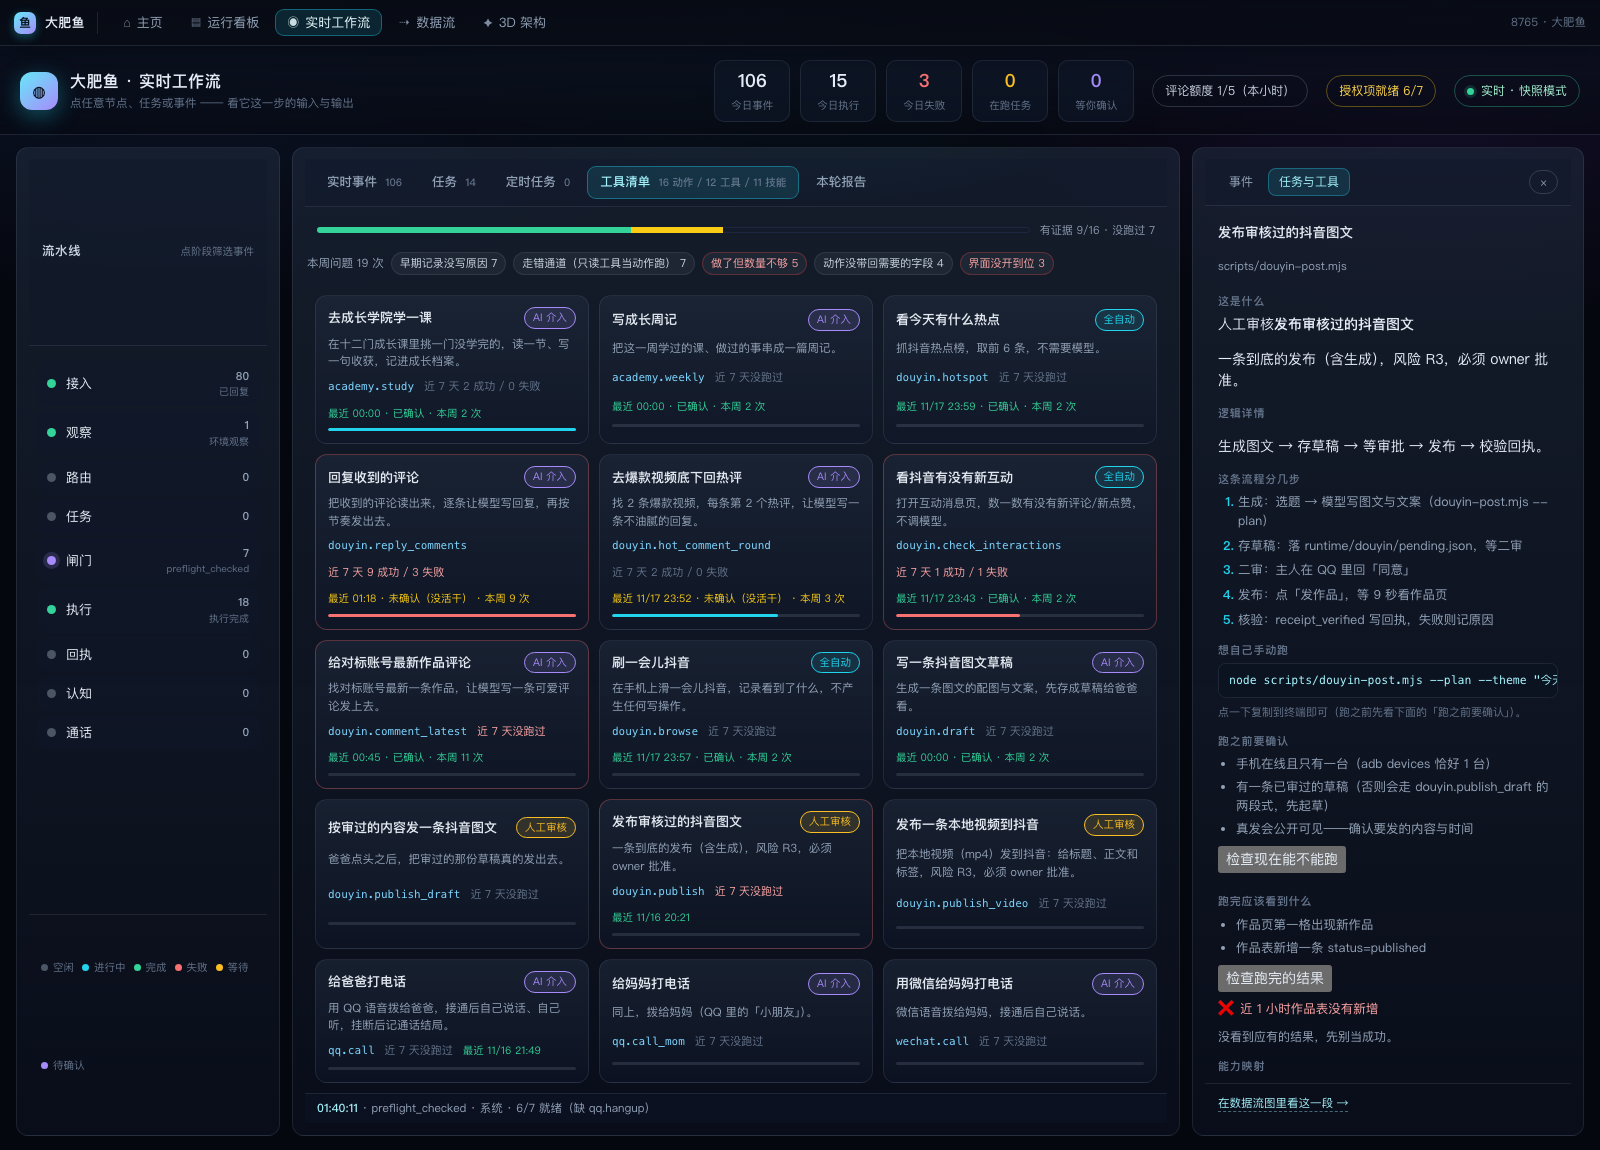 鱼 大肥鱼 主页 运行看板 实时工作流 数据流 3D 架构 8765 · 大肥鱼
大肥鱼 · 实时工作流
点任意节点、任务或事件 —— 看它这一步的输入与输出
106 今日事件
15 今日执行
3 今日失败
0 在跑任务
0 等你确认
评论额度 1/5（本小时）
授权项就绪 6/7
实时 · 快照模式
流水线 点阶段筛选事件
接入 80 已回复
观察 1 环境观察
路由 0
任务 0
闸门 7 preflight_checked
执行 18 执行完成
回执 0
认知 0
通话 0
空闲 进行中 完成 失败 等待
待确认
实时事件 106 任务 14 定时任务 0 工具清单 16 动作 / 12 工具 / 11 技能 本轮报告
有证据 9/16 · 没跑过 7
本周问题 19 次 早期记录没写原因 7 走错通道（只读工具当动作跑） 7 做了但数量不够 5 动作没带回需要的字段 4 界面没开到位 3
去成长学院学一课 AI 介入
在十二门成长课里挑一门没学完的，读一节、写
一句收获，记进成长档案。
academy.study 近 7 天 2 成功 / 0 失败
最近 00:00 · 已确认 · 本周 2 次
写成长周记 AI 介入
把这一周学过的课、做过的事串成一篇周记。
academy.weekly 近 7 天没跑过
最近 00:00 · 已确认 · 本周 2 次
看今天有什么热点 全自动
抓抖音热点榜，取前 6 条，不需要模型。
douyin.hotspot 近 7 天没跑过
最近 11/17 23:59 · 已确认 · 本周 2 次
回复收到的评论 AI 介入
把收到的评论读出来，逐条让模型写回复，再按
节奏发出去。
douyin.reply_comments
近 7 天 9 成功 / 3 失败
最近 01:18 · 未确认（没活干） · 本周 9 次
去爆款视频底下回热评 AI 介入
找 2 条爆款视频，每条第 2 个热评，让模型写一
条不油腻的回复。
douyin.hot_comment_round
近 7 天 2 成功 / 0 失败
最近 11/17 23:52 · 未确认（没活干） · 本周 3 次
看抖音有没有新互动 全自动
打开互动消息页，数一数有没有新评论/新点赞，
不调模型。
douyin.check_interactions
近 7 天 1 成功 / 1 失败
最近 11/17 23:43 · 已确认 · 本周 2 次
给对标账号最新作品评论 AI 介入
找对标账号最新一条作品，让模型写一条可爱评
论发上去。
douyin.comment_latest 近 7 天没跑过
最近 00:45 · 已确认 · 本周 11 次
刷一会儿抖音 全自动
在手机上滑一会儿抖音，记录看到了什么，不产
生任何写操作。
douyin.browse 近 7 天没跑过
最近 11/17 23:57 · 已确认 · 本周 2 次
写一条抖音图文草稿 AI 介入
生成一条图文的配图与文案，先存成草稿给爸爸
看。
douyin.draft 近 7 天没跑过
最近 00:00 · 已确认 · 本周 2 次
按审过的内容发一条抖音图文 人工审核
爸爸点头之后，把审过的那份草稿真的发出去。
douyin.publish_draft 近 7 天没跑过
发布审核过的抖音图文 人工审核
一条到底的发布（含生成），风险 R3，必须
owner 批准。
douyin.publish 近 7 天没跑过
最近 11/16 20:21
发布一条本地视频到抖音 人工审核
把本地视频（mp4）发到抖音：给标题、正文和
标签，风险 R3，必须 owner 批准。
douyin.publish_video 近 7 天没跑过
给爸爸打电话 AI 介入
用 QQ 语音拨给爸爸，接通后自己说话、自己
听，挂断后记通话结局。
qq.call 近 7 天没跑过 最近 11/16 21:49
给妈妈打电话 AI 介入
同上，拨给妈妈（QQ 里的「小朋友」）。
qq.call_mom 近 7 天没跑过
用微信给妈妈打电话 AI 介入
微信语音拨给妈妈，接通后自己说话。
wechat.call 近 7 天没跑过
01:40:11 · preflight_checked · 系统 · 6/7 就绪（缺 qq.hangup）
事件 任务与工具 ×
发布审核过的抖音图文
scripts/douyin-post.mjs
这是什么
人工审核发布审核过的抖音图文
一条到底的发布（含生成），风险 R3，必须 owner 批
准。
逻辑详情
生成图文 → 存草稿 → 等审批 → 发布 → 校验回执。
这条流程分几步
1. 生成：选题 → 模型写图文与文案（douyin-post.mjs --
plan）
2. 存草稿：落 runtime/douyin/pending.json，等二审
3. 二审：主人在 QQ 里回「同意」
4. 发布：点「发作品」，等 9 秒看作品页
5. 核验：receipt_verified 写回执，失败则记原因
想自己手动跑
node scripts/douyin-post.mjs --plan --theme "今
点一下复制到终端即可（跑之前先看下面的「跑之前要确认」）。
跑之前要确认
• 手机在线且只有一台（adb devices 恰好 1 台）
• 有一条已审过的草稿（否则会走 douyin.publish_draft 的
两段式，先起草）
• 真发会公开可见——确认要发的内容与时间
检查现在能不能跑
跑完应该看到什么
• 作品页第一格出现新作品
• 作品表新增一条 status=published
检查跑完的结果
❌ 近 1 小时作品表没有新增
没看到应有的结果，先别当成功。
能力映射
在数据流图里看这一段 →